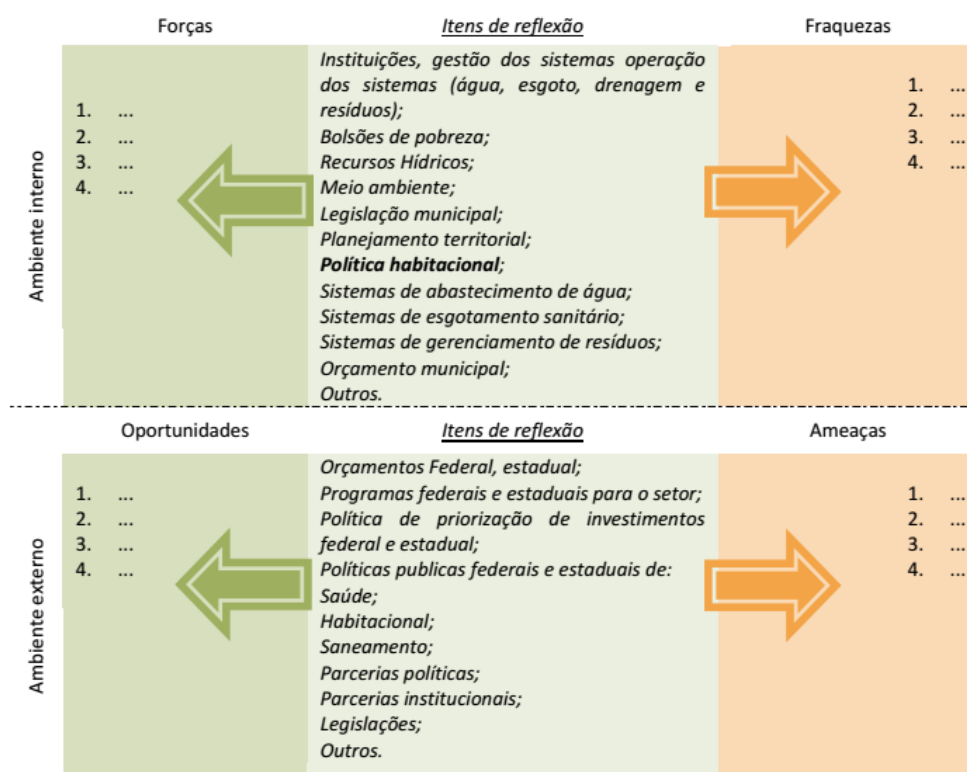 Forças
Itens de reflexão
Fraquezas
Ambiente interno
1. ...
2. ...
3. ...
4. ...
Instituições, gestão dos sistemas operação
dos sistemas (água, esgoto, drenagem e
resíduos);
Bolsões de pobreza;
Recursos Hídricos;
Meio ambiente;
Legislação municipal;
Planejamento territorial;
Política habitacional;
Sistemas de abastecimento de água;
Sistemas de esgotamento sanitário;
Sistemas de gerenciamento de resíduos;
Orçamento municipal;
Outros.
1. ...
2. ...
3. ...
4. ...
Oportunidades
Itens de reflexão
Ameaças
Ambiente externo
1. ...
2. ...
3. ...
4. ...
Orçamentos Federal, estadual;
Programas federais e estaduais para o setor;
Política de priorização de investimentos
federal e estadual;
Políticas publicas federais e estaduais de:
Saúde;
Habitacional;
Saneamento;
Parcerias políticas;
Parcerias institucionais;
Legislações;
Outros.
1. ...
2. ...
3. ...
4. ...